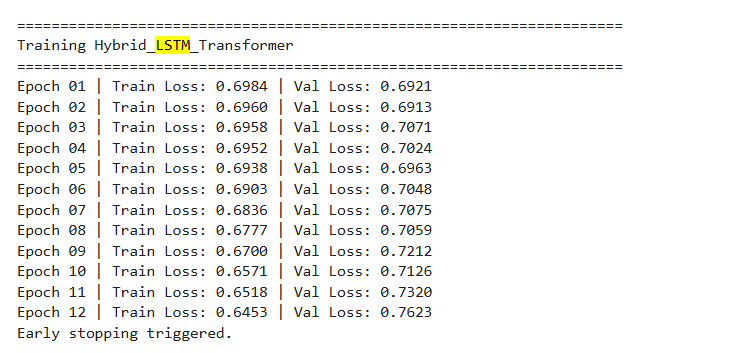 ======================================================================
Training Hybrid_LSTM_Transformer
======================================================================
Epoch 01 | Train Loss: 0.6984 | Val Loss: 0.6921
Epoch 02 | Train Loss: 0.6960 | Val Loss: 0.6913
Epoch 03 | Train Loss: 0.6958 | Val Loss: 0.7071
Epoch 04 | Train Loss: 0.6952 | Val Loss: 0.7024
Epoch 05 | Train Loss: 0.6938 | Val Loss: 0.6963
Epoch 06 | Train Loss: 0.6903 | Val Loss: 0.7048
Epoch 07 | Train Loss: 0.6836 | Val Loss: 0.7075
Epoch 08 | Train Loss: 0.6777 | Val Loss: 0.7059
Epoch 09 | Train Loss: 0.6700 | Val Loss: 0.7212
Epoch 10 | Train Loss: 0.6571 | Val Loss: 0.7126
Epoch 11 | Train Loss: 0.6518 | Val Loss: 0.7320
Epoch 12 | Train Loss: 0.6453 | Val Loss: 0.7623
Early stopping triggered.